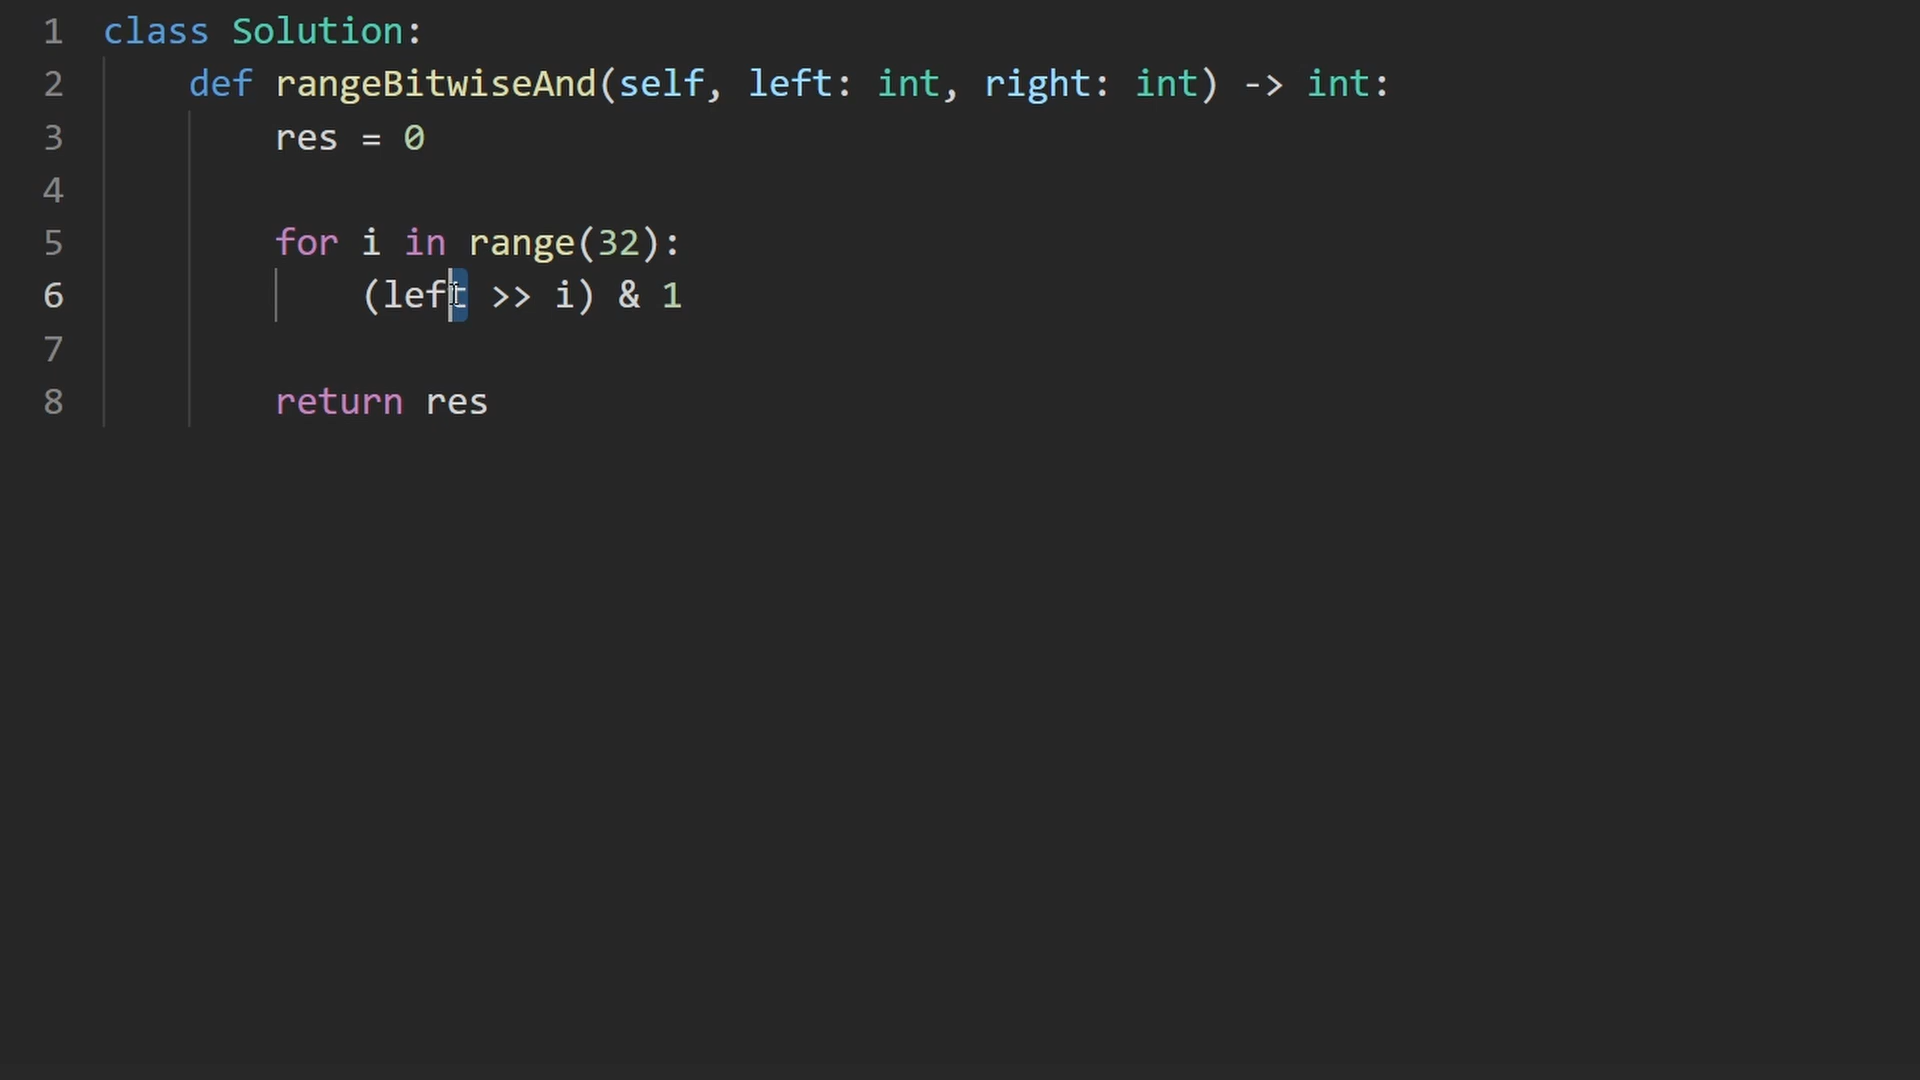 1 class Solution:
2 def rangeBitwiseAnd(self, left: int, right: int) -> int:
3 res = 0
4
5 for i in range(32):
6 (left >> i) & 1
7
8 return res